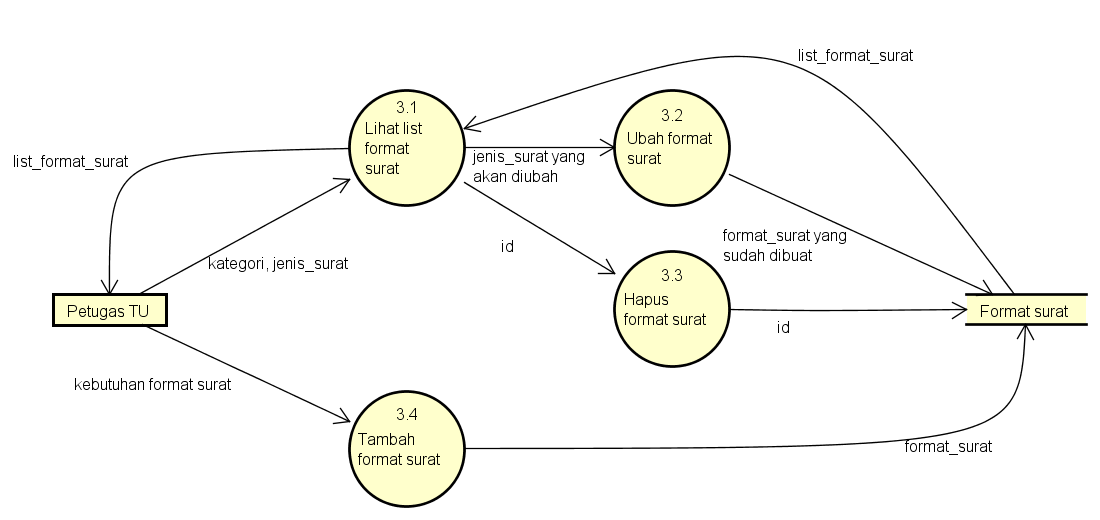 list_format_surat
3.1
Lihat list
format
surat
3.2
Ubah format
surat
list_format_surat
jenis_surat yang
akan diubah
kategori, jenis_surat
id
format_surat yang
sudah dibuat
3.3
Hapus
format surat
Petugas TU
Format surat
id
kebutuhan format surat
3.4
Tambah
format surat
format_surat